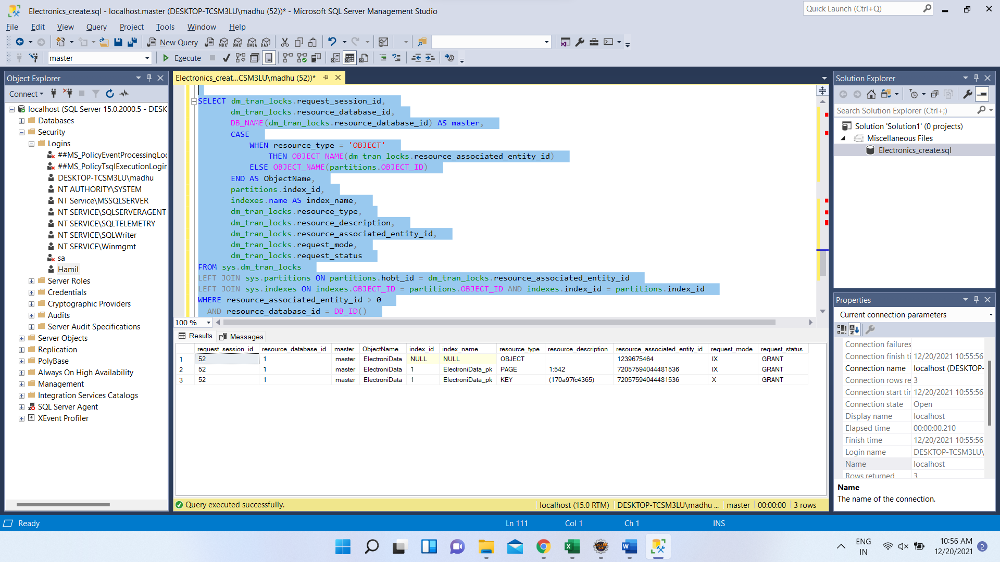 Electronics_create.sql - localhost.master (DESKTOP-TCSM3LU\madhu (52))* - Microsoft SQL Server Management Studio
Quick Launch (Ctrl+Q)
File Edit View Query Project Tools Window Help
New Query
MDX DMX XMLA DAX
master
Execute
Object Explorer
Connect
localhost (SQL Server 15.0.2000.5 - DESK
Databases
Security
Logins
##MS_PolicyEventProcessingLog
##MS_PolicyTsqlExecutionLogin
DESKTOP-TCSM3LU\madhu
NT AUTHORITY\SYSTEM
NT Service\MSSQLSERVER
NT SERVICE\SQLSERVERAGENT
NT SERVICE\SQLTELEMETRY
NT SERVICE\SQLWriter
NT SERVICE\Winmgmt
sa
Hamil
Server Roles
Credentials
Cryptographic Providers
Audits
Server Audit Specifications
Server Objects
Replication
PolyBase
Always On High Availability
Management
Integration Services Catalogs
SQL Server Agent
XEvent Profiler
Electronics_creat...CSM3LU\madhu (52))*
SELECT dm_tran_locks.request_session_id,
dm_tran_locks.resource_database_id,
DB_NAME(dm_tran_locks.resource_database_id) AS master,
CASE
WHEN resource_type = 'OBJECT'
THEN OBJECT_NAME(dm_tran_locks.resource_associated_entity_id)
ELSE OBJECT_NAME(partitions.OBJECT_ID)
END AS ObjectName,
partitions.index_id,
indexes.name AS index_name,
dm_tran_locks.resource_type,
dm_tran_locks.resource_description,
dm_tran_locks.resource_associated_entity_id,
dm_tran_locks.request_mode,
dm_tran_locks.request_status
FROM sys.dm_tran_locks
LEFT JOIN sys.partitions ON partitions.hobt_id = dm_tran_locks.resource_associated_entity_id
LEFT JOIN sys.indexes ON indexes.OBJECT_ID = partitions.OBJECT_ID AND indexes.index_id = partitions.index_id
WHERE resource_associated_entity_id > 0
AND resource_database_id = DB_ID()
100 %
Results Messages
request_session_id resource_database_id master ObjectName index_id index_name resource_type resource_description resource_associated_entity_id request_mode request_status
1 52 1 master ElectroniData NULL NULL OBJECT 1239675464 IX GRANT
2 52 1 master ElectroniData 1 ElectroniData_pk PAGE 1:542 72057594044481536 IX GRANT
3 52 1 master ElectroniData 1 ElectroniData_pk KEY (170a97fc4365) 72057594044481536 X GRANT
Query executed successfully.
localhost (15.0 RTM) DESKTOP-TCSM3LU\madhu ... master 00:00:00 3 rows
Solution Explorer
Search Solution Explorer (Ctrl+;)
Solution 'Solution1' (0 projects)
Miscellaneous Files
Electronics_create.sql
Properties
Current connection parameters
Connection failures
Connection finish ti 12/20/2021 10:55:56
Connection name localhost (DESKTOP-
Connection rows re 3
Connection start tir 12/20/2021 10:55:56
Connection state Open
Display name localhost
Elapsed time 00:00:00.210
Finish time 12/20/2021 10:55:56
Login name DESKTOP-TCSM3LU\
Name localhost
Rows returned 3
Name
The name of the connection.
Ready
Ln 111 Col 1 Ch 1 INS
ENG
IN
10:56 AM
12/20/2021
2